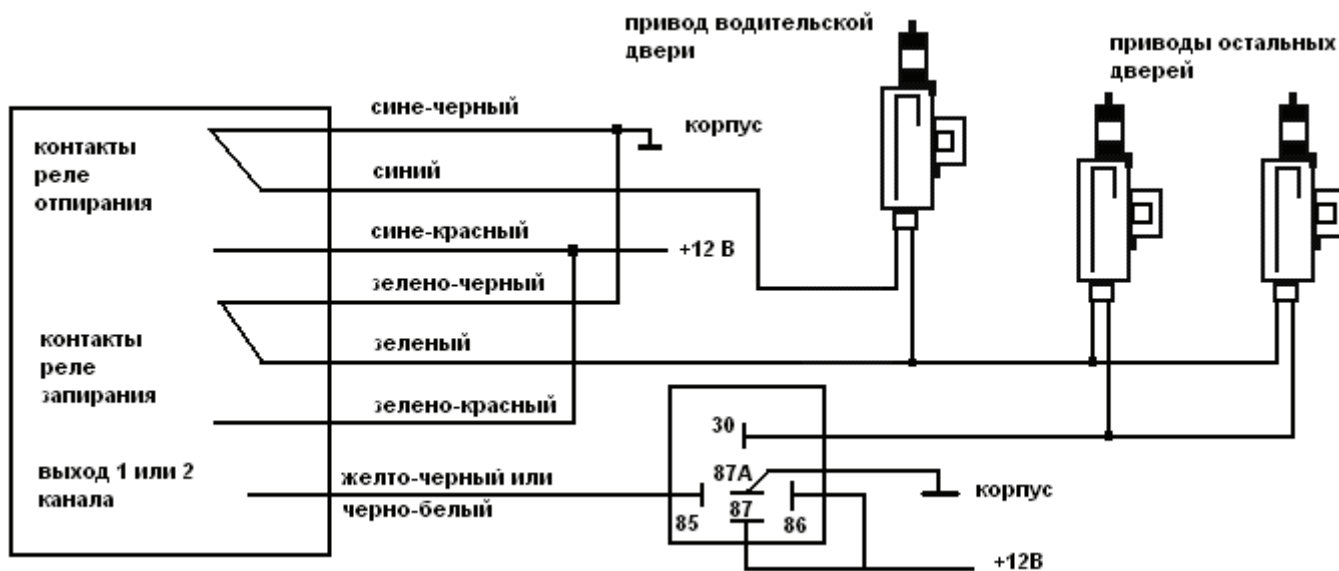 привод водительской
двери
приводы остальных
дверей
сине-черный
корпус
контакты
реле
отпирания
синий
сине-красный
+12 В
зелено-черный
контакты
реле
запирания
зеленый
зелено-красный
30
выход 1 или 2
канала
желто-черный или
черно-белый
87А
87
85
86
корпус
+12В